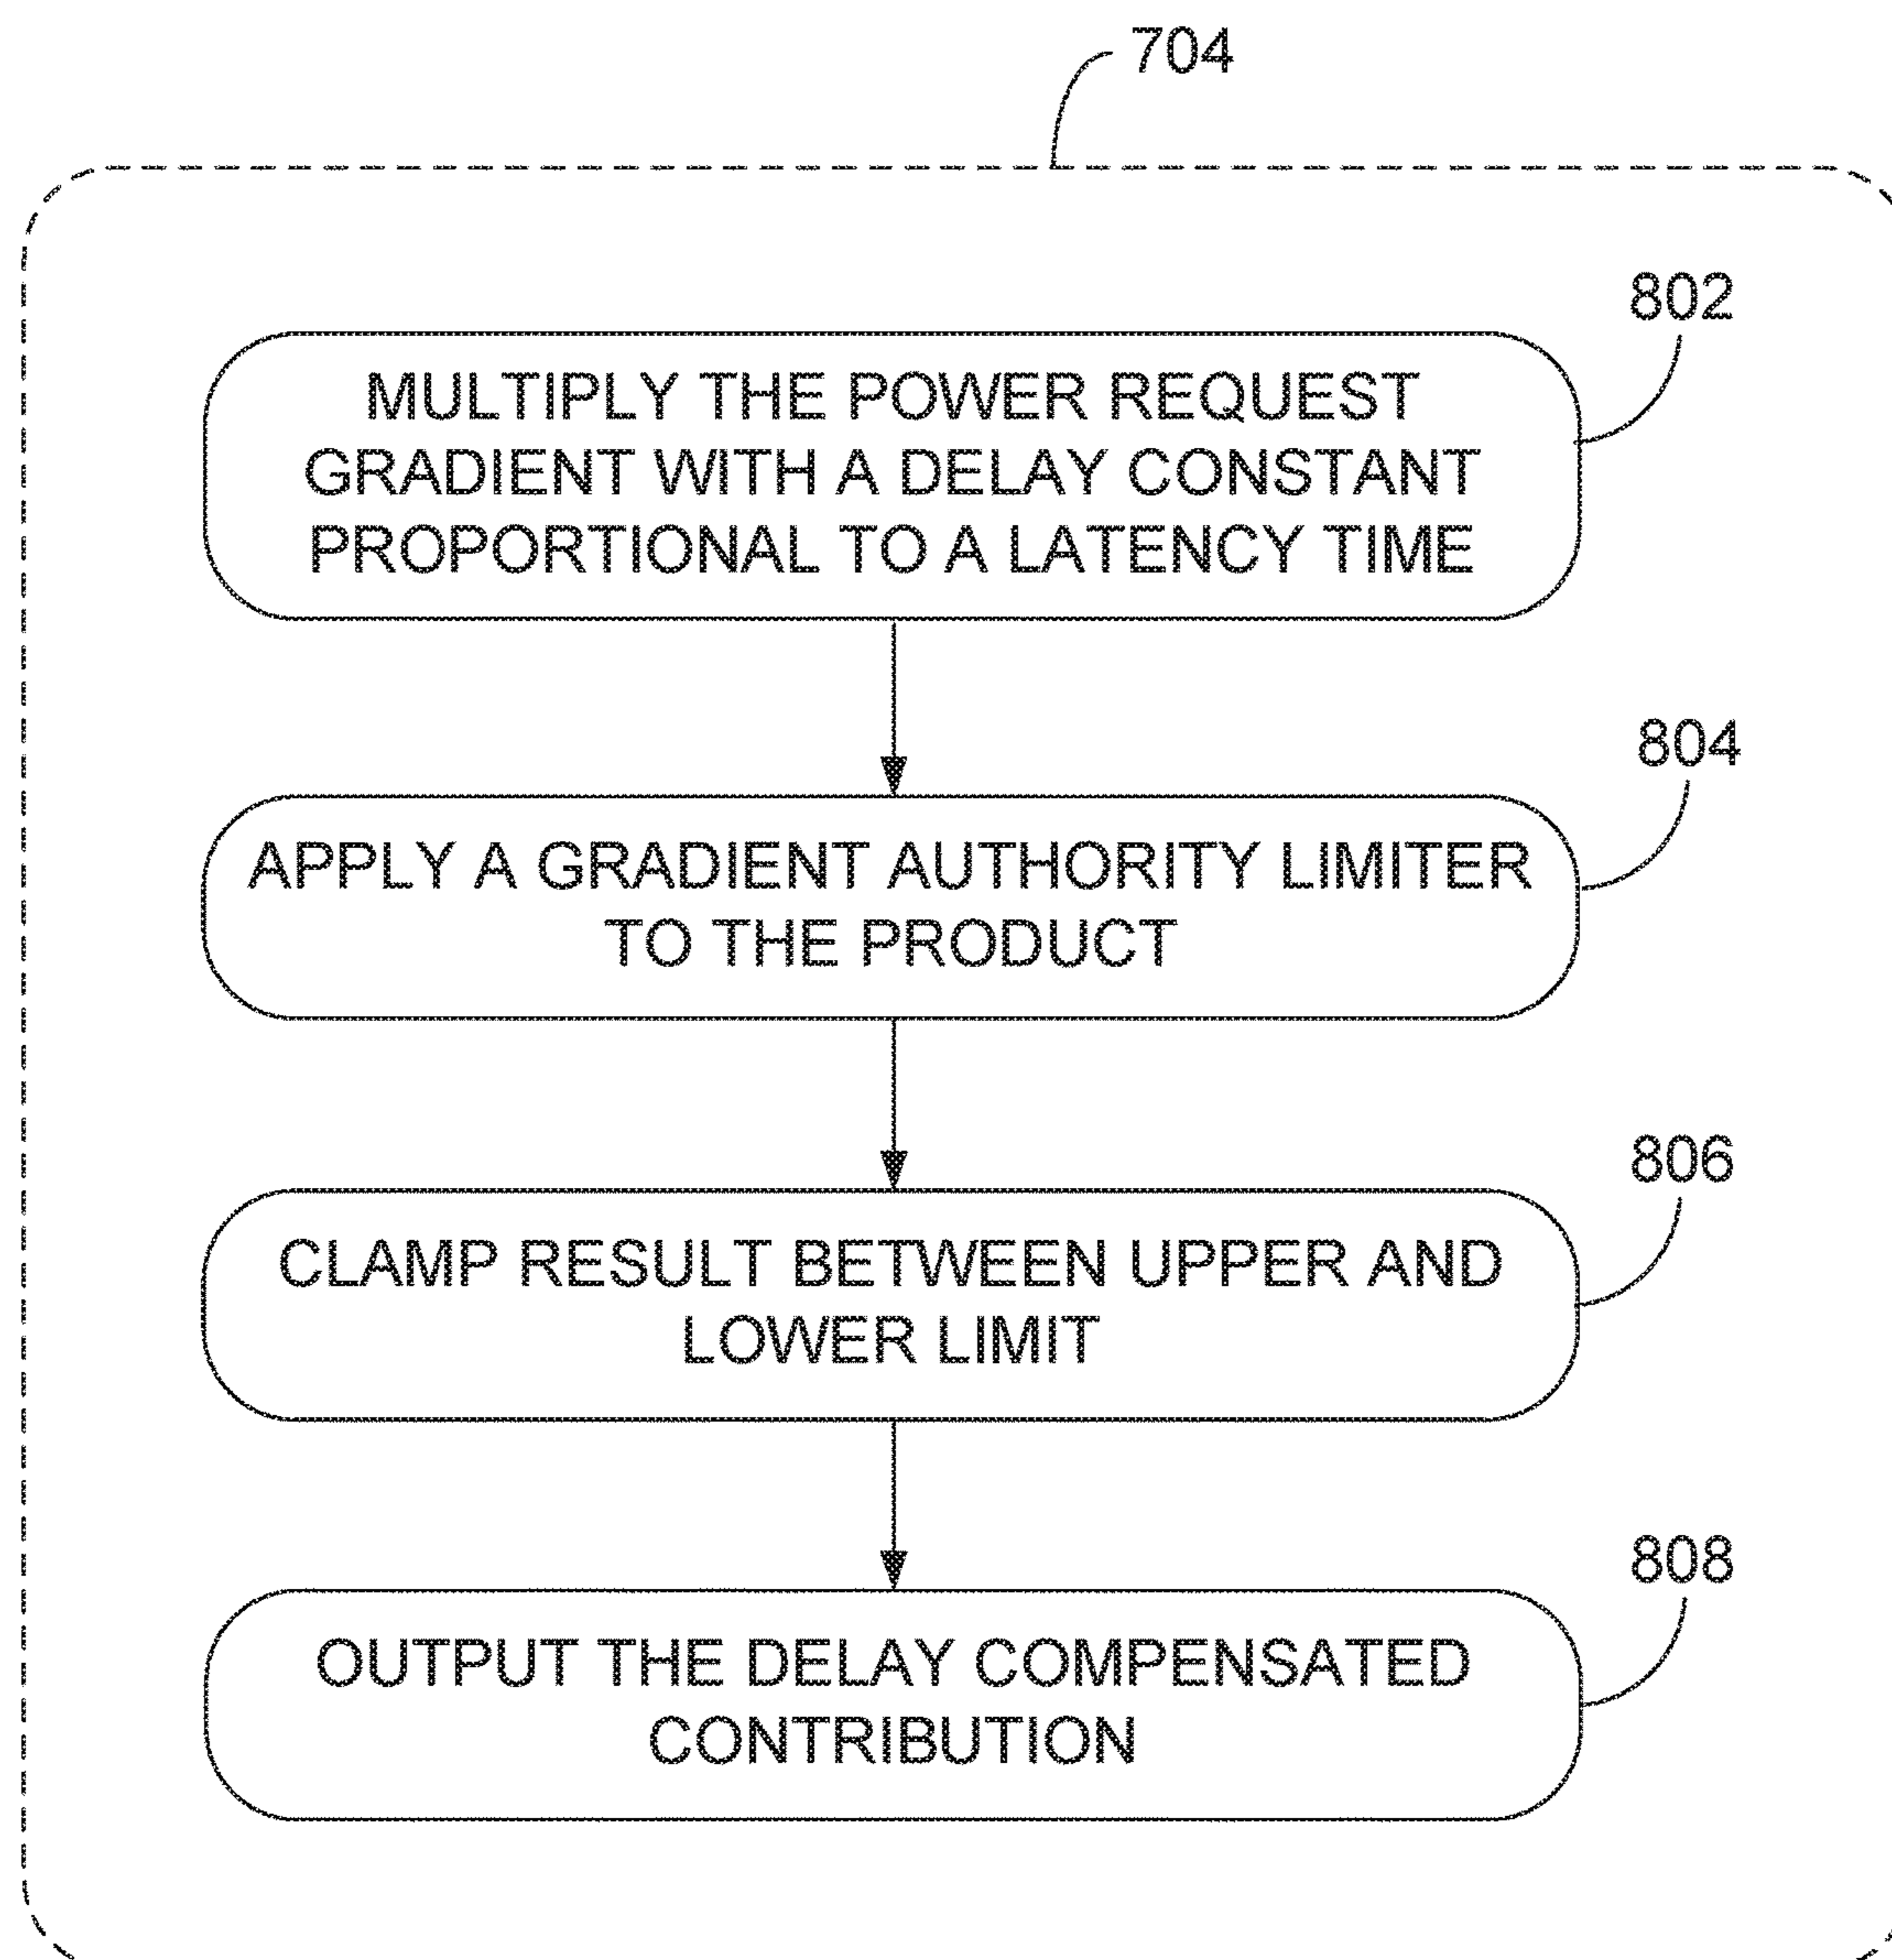 704
802
MULTIPLY THE POWER REQUEST
GRADIENT WITH A DELAY CONSTANT
PROPORTIONAL TO A LATENCY TIME
804
APPLY A GRADIENT AUTHORITY LIMITER
TO THE PRODUCT
806
CLAMP RESULT BETWEEN UPPER AND
LOWER LIMIT
808
OUTPUT THE DELAY COMPENSATED
CONTRIBUTION